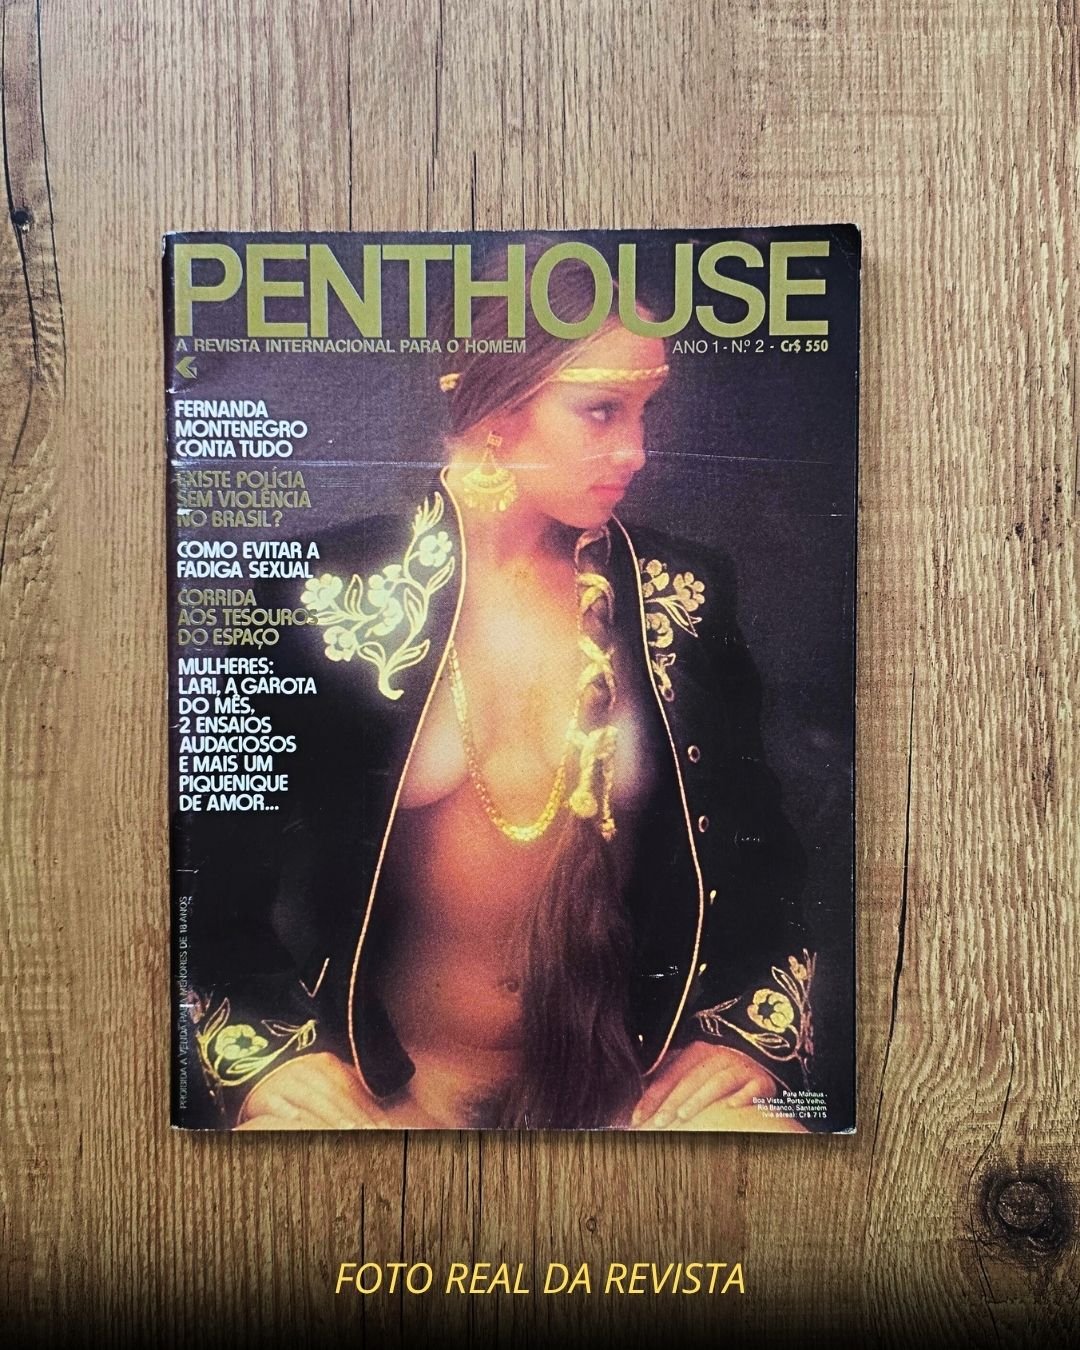 PENTHOUSE
A REVISTA INTERNACIONAL PARA O HOMEM
ANO 1 - N.º 2 - Cr$ 550
FERNANDA
MONTENEGRO
CONTA TUDO
EXISTE POLÍCIA
SEM VIOLÊNCIA
NO BRASIL?
COMO EVITAR A
FADIGA SEXUAL
CORRIDA
AOS TESOUROS
DO ESPAÇO
MULHERES:
LARI, A GAROTA
DO MÊS,
2 ENSAIOS
AUDACIOSOS
E MAIS UM
PIQUENIQUE
DE AMOR...
PROIBIDA A VENDA PARA MENORES DE 18 ANOS
Para Manaus,
Boa Vista, Porto Velho,
Rio Branco, Santarém
(via aérea): Cr$ 715
FOTO REAL DA REVISTA